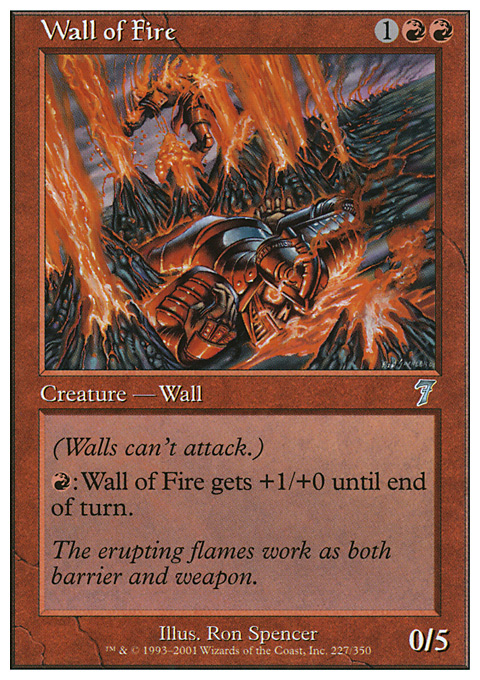 Wall of Fire 1
Creature — Wall
(Walls can't attack.)
:Wall of Fire gets +1/+0 until end
of turn.
The erupting flames work as both
barrier and weapon.
Illus. Ron Spencer
™ & © 1993–2001 Wizards of the Coast, Inc. 227/350
0/5